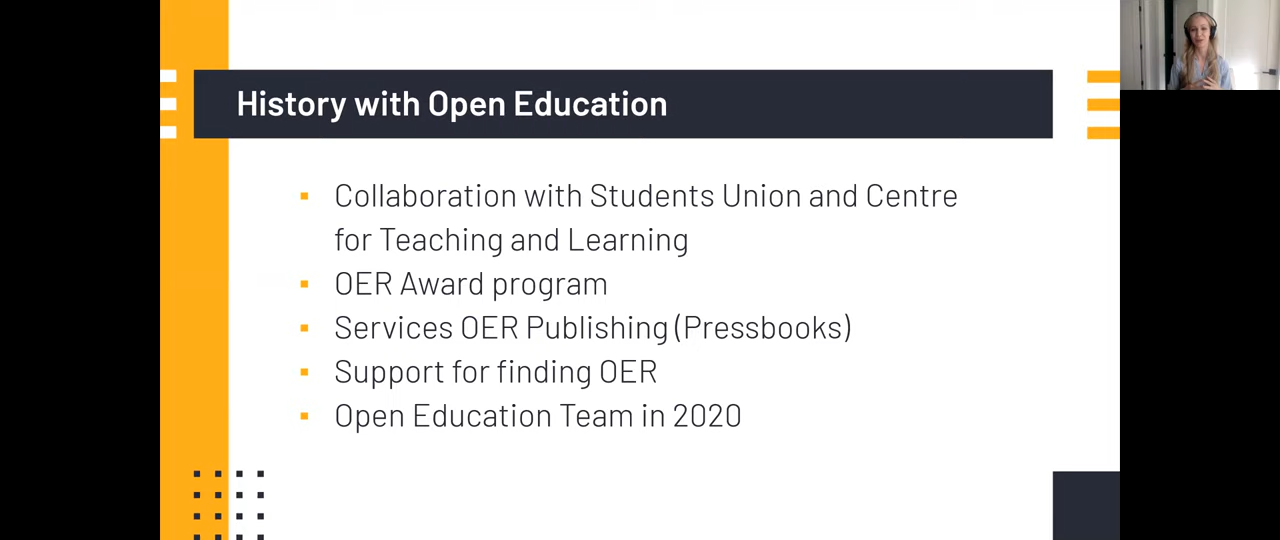 History with Open Education
Collaboration with Students Union and Centre
for Teaching and Learning
OER Award program
Services OER Publishing (Pressbooks)
Support for finding OER
Open Education Team in 2020